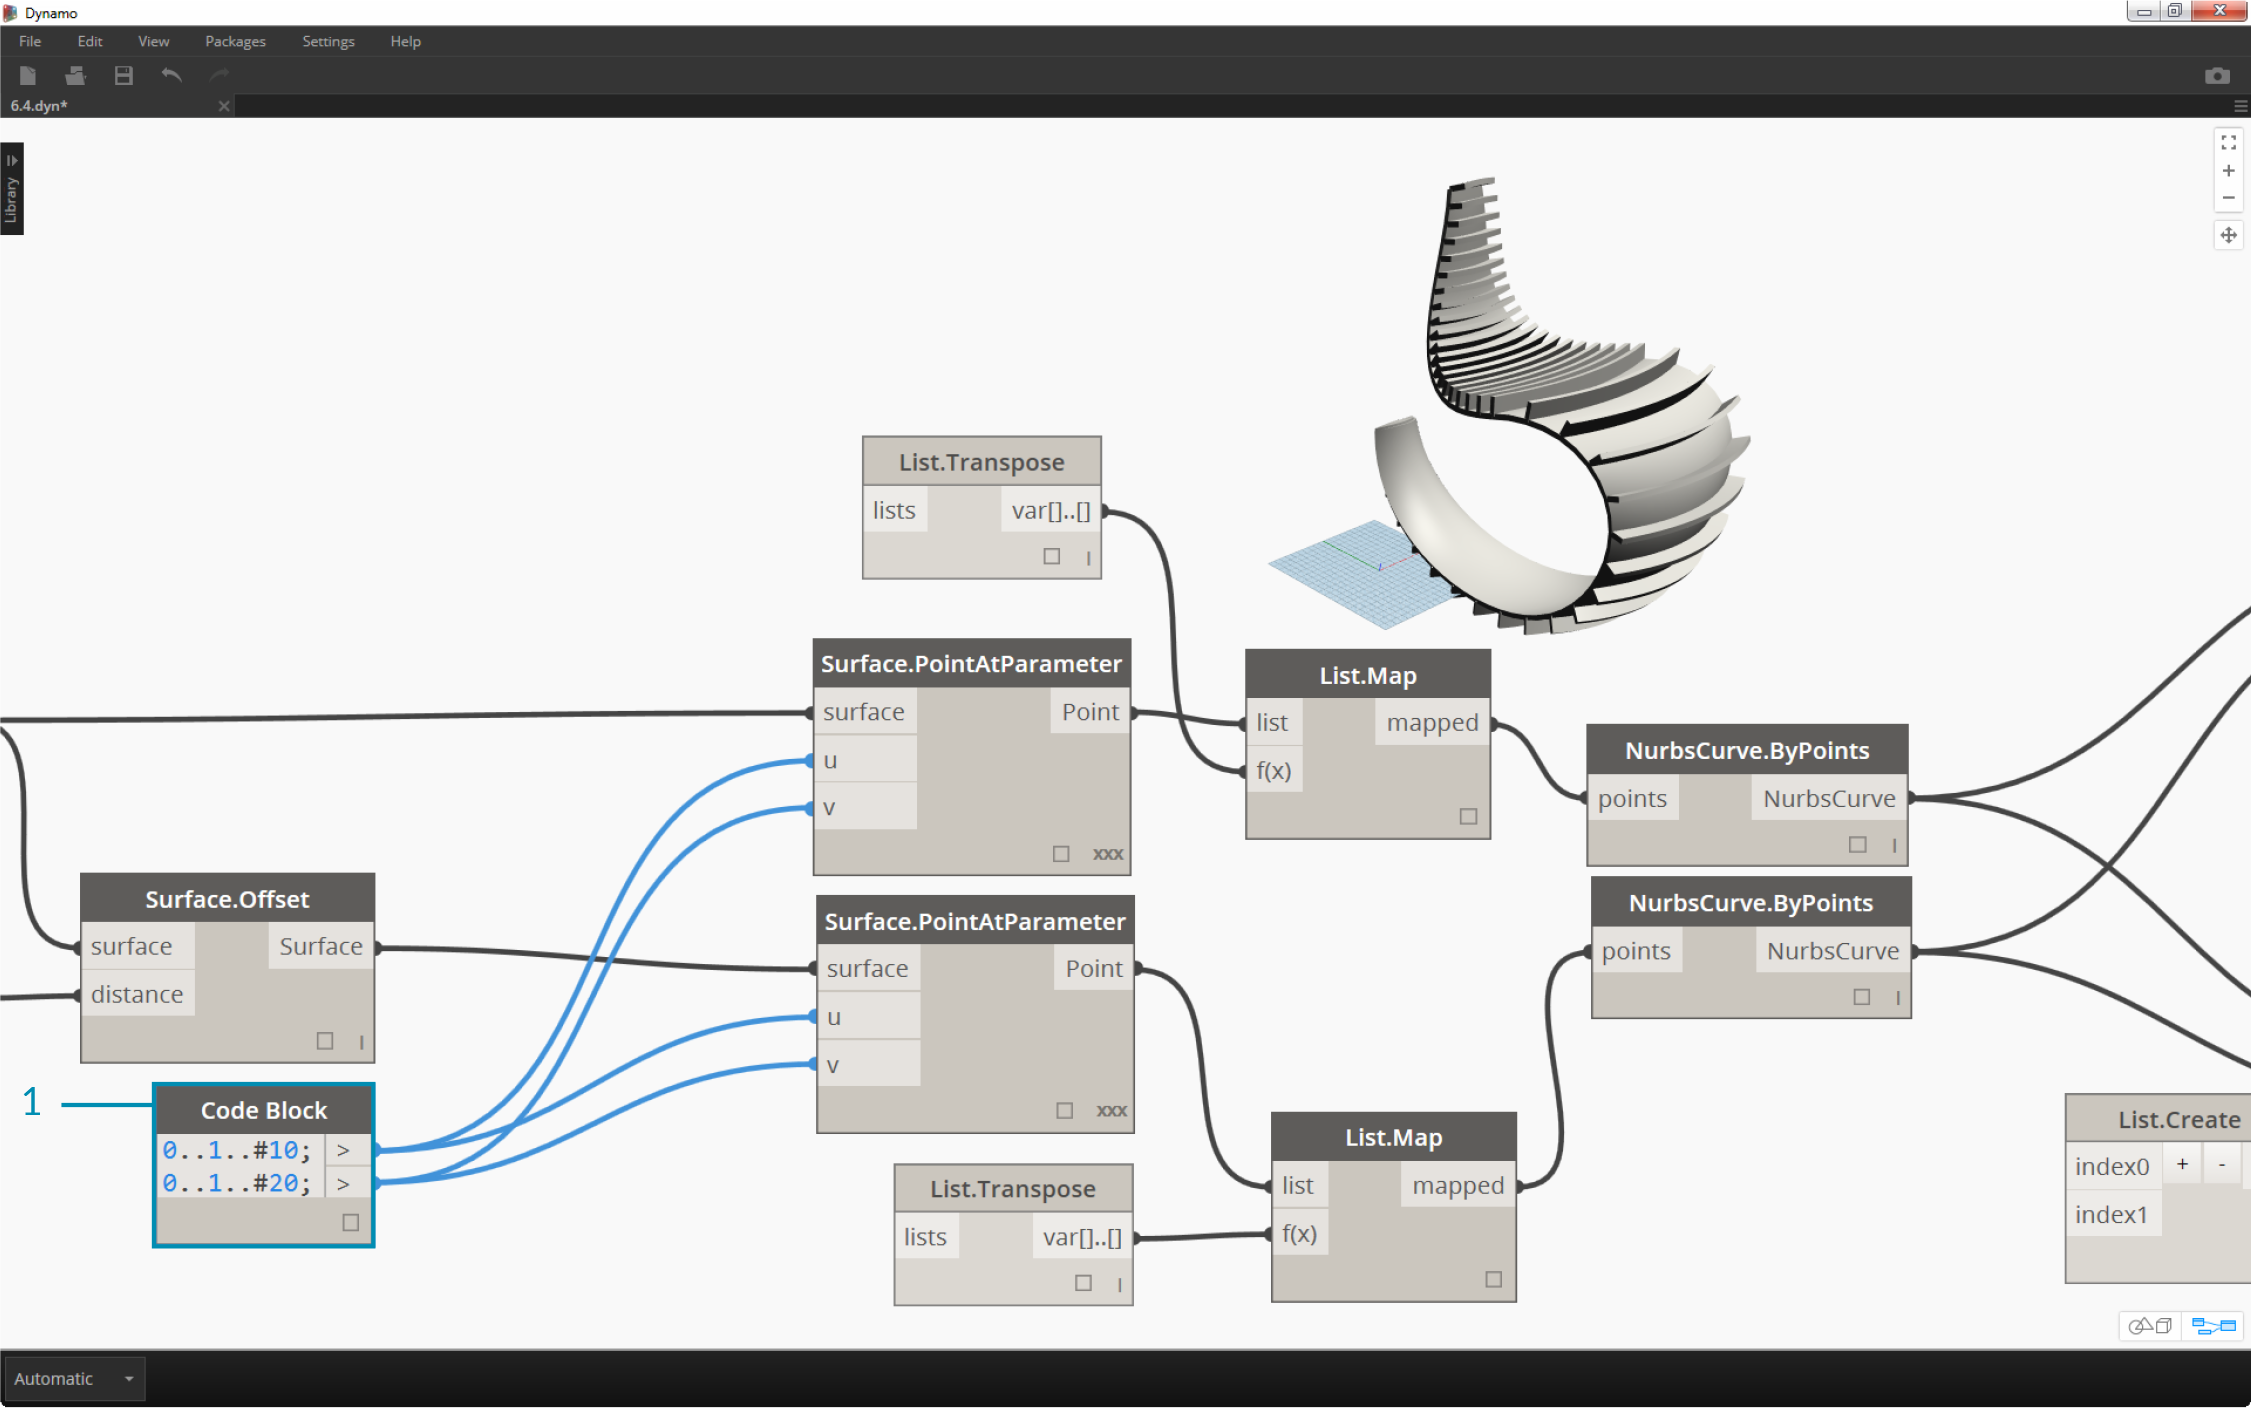 Dynamo
File Edit View Packages Settings Help
6.4.dyn*
Library
List.Transpose
lists var[]..[]
Surface.PointAtParameter
surface Point
u
v
xxx
List.Map
list mapped
f(x)
NurbsCurve.ByPoints
points NurbsCurve
Surface.Offset
surface Surface
distance
Surface.PointAtParameter
surface Point
u
v
xxx
NurbsCurve.ByPoints
points NurbsCurve
1
Code Block
0..1..#10; >
0..1..#20; >
List.Transpose
lists var[]..[]
List.Map
list mapped
f(x)
List.Create
index0 + -
index1
Automatic